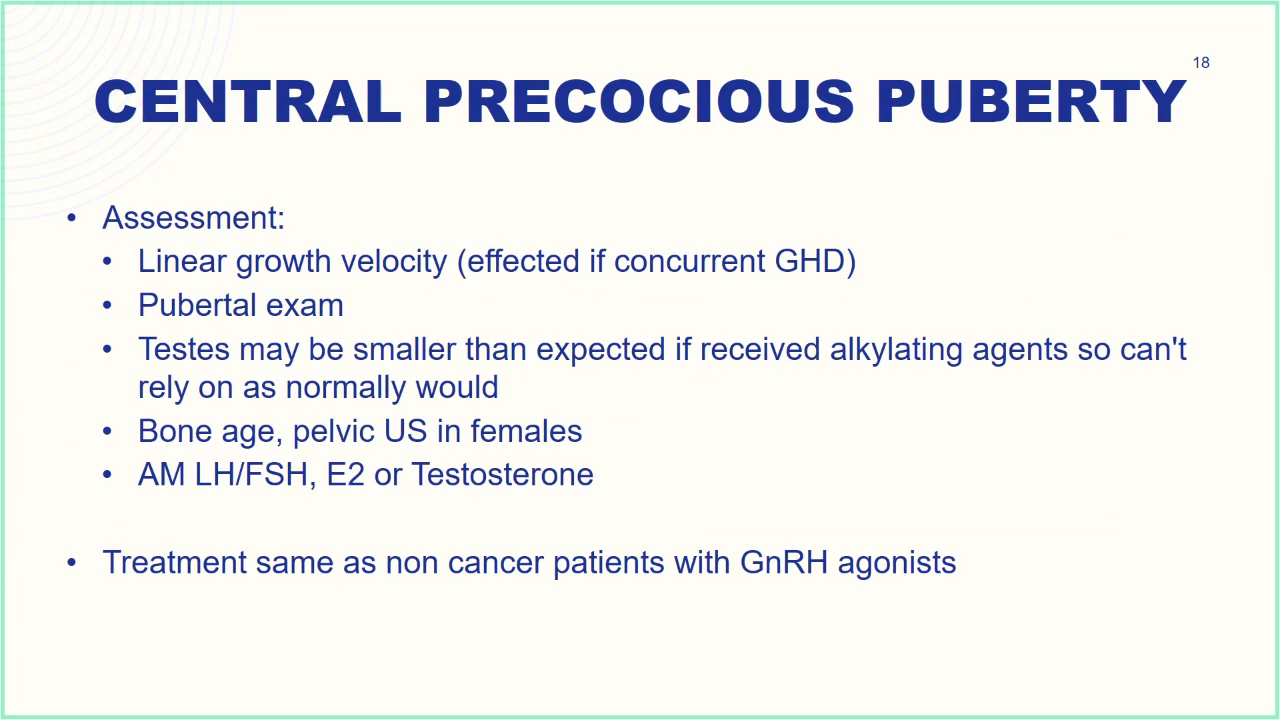 18
CENTRAL PRECOCIOUS PUBERTY
• Assessment:
• Linear growth velocity (effected if concurrent GHD)
• Pubertal exam
• Testes may be smaller than expected if received alkylating agents so can't
rely on as normally would
• Bone age, pelvic US in females
• AM LH/FSH, E2 or Testosterone
• Treatment same as non cancer patients with GnRH agonists